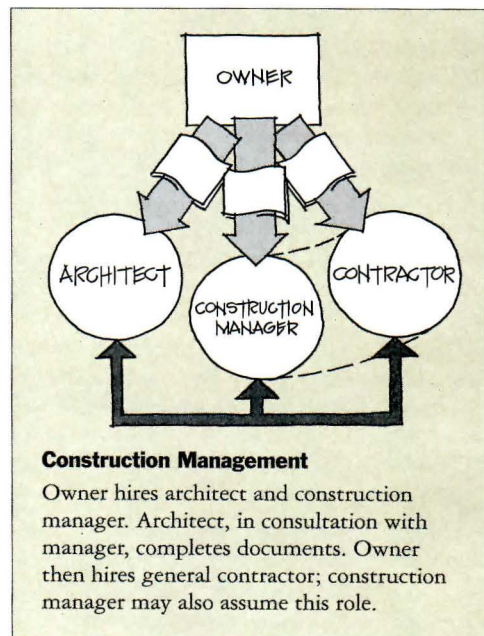 OWNER
ARCHITECT
CONSTRUCTION
MANAGER
CONTRACTOR
Construction Management
Owner hires architect and construction
manager. Architect, in consultation with
manager, completes documents. Owner
then hires general contractor; construction
manager may also assume this role.